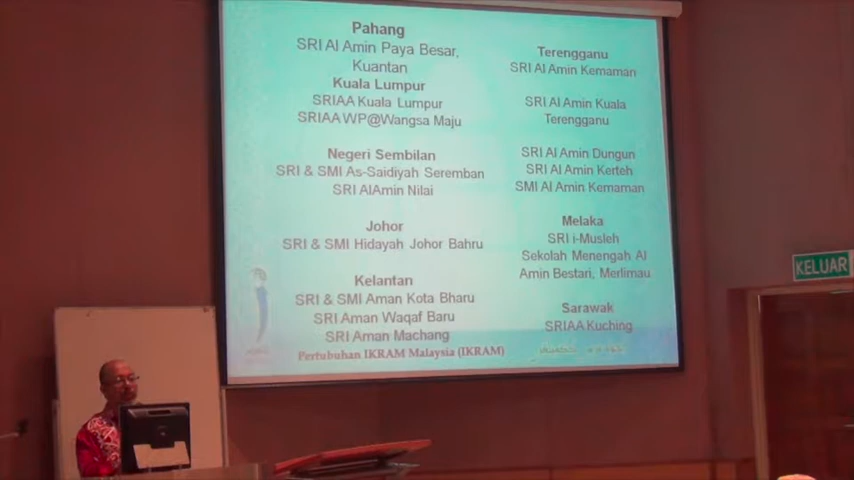 Pahang
SRI Al Amin Paya Besar,
Kuantan
Kuala Lumpur
SRIAA Kuala Lumpur
SRIAA WP@Wangsa Maju
Negeri Sembilan
SRI & SMI As-Saidiyah Seremban
SRI AlAmin Nilai
Johor
SRI & SMI Hidayah Johor Bahru
Kelantan
SRI & SMI Aman Kota Bharu
SRI Aman Waqaf Baru
SRI Aman Machang
Terengganu
SRI Al Amin Kemaman
SRI Al Amin Kuala
Terengganu
SRI Al Amin Dungun
SRI Al Amin Kerteh
SMI Al Amin Kemaman
Melaka
SRI i-Musleh
Sekolah Menengah Al
Amin Bestari, Merlimau
Sarawak
SRIAA Kuching
Pertubuhan IKRAM Malaysia (IKRAM)
KELUAR